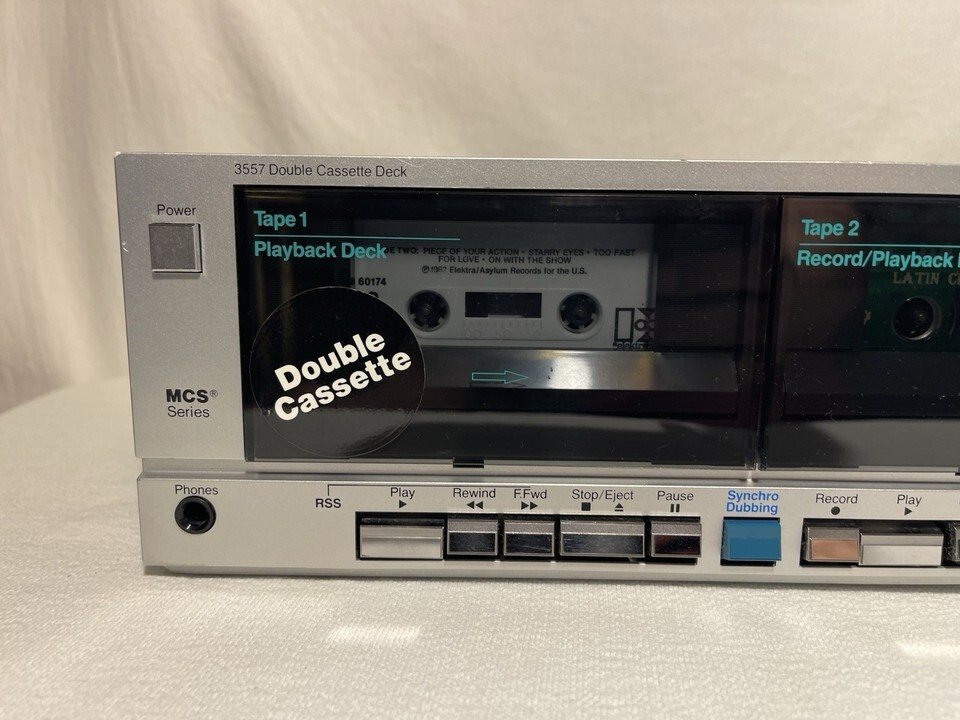 3557 Double Cassette Deck
Power
Tape 1
Playback Deck
TWO: PIECE OF YOUR ACTION • STARRY EYES • TOO FAST
FOR LOVE • ON WITH THE SHOW
Elektra/Asylum Records for the U.S.
60174
Double
Cassette
Tape 2
Record/Playback
LATIN
MCS®
Series
Phones
RSS
Play
Rewind
F.Fwd
Stop/Eject
Pause
Synchro
Dubbing
Record
Play